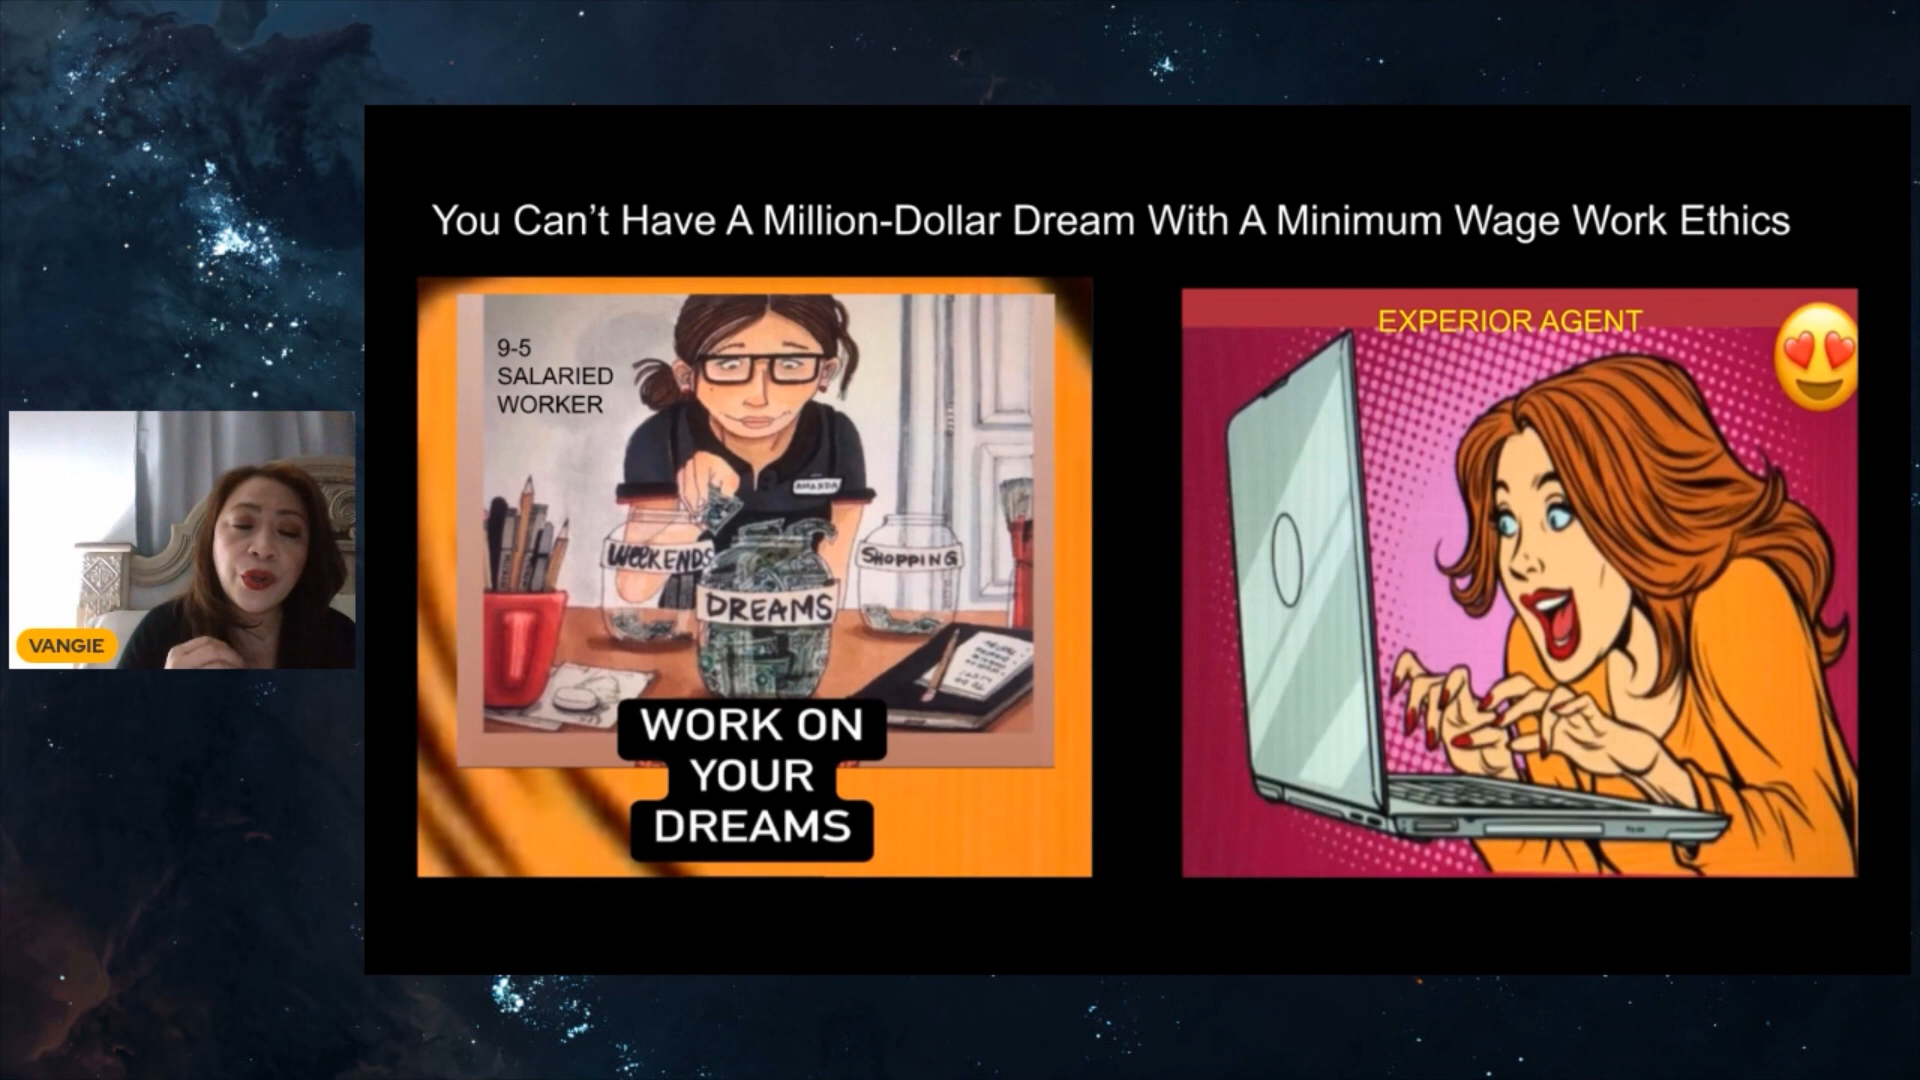 You Can't Have A Million-Dollar Dream With A Minimum Wage Work Ethics
9-5
SALARIED
WORKER
AMANDA
WEEKENDS
DREAMS
SHOPPING
WORK ON
YOUR
DREAMS
EXPERIOR AGENT
VANGIE